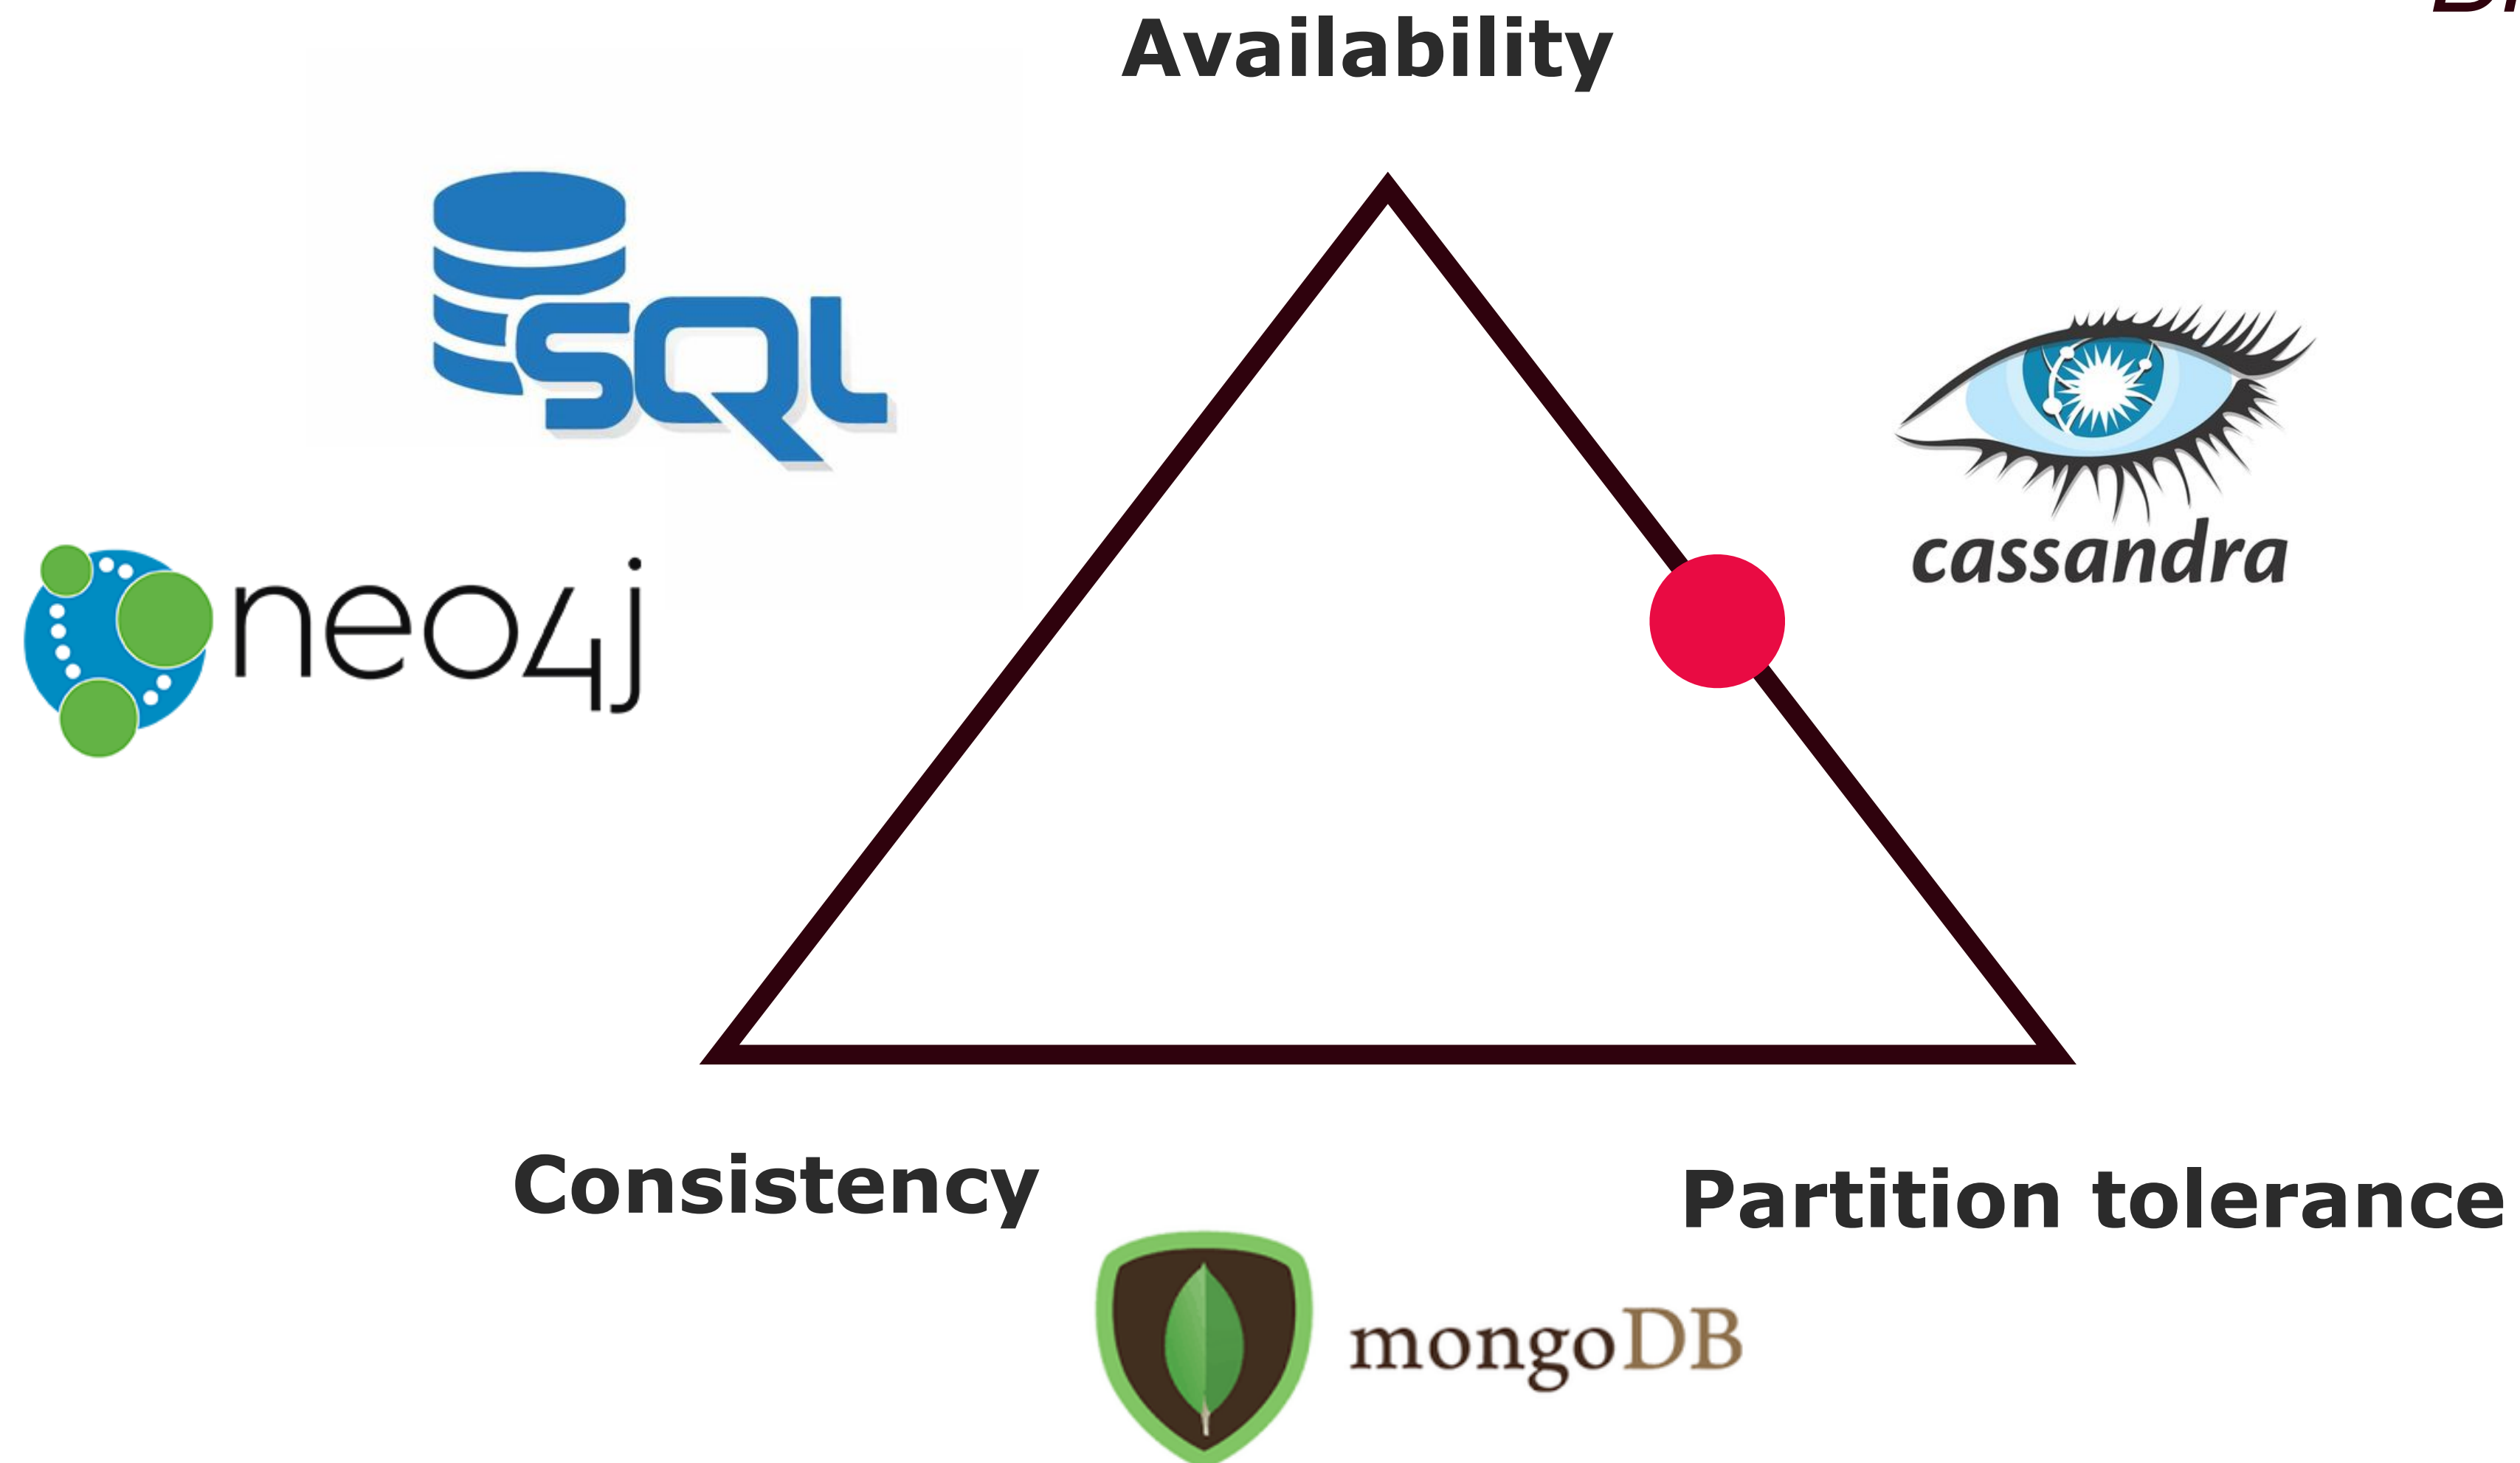 Availability
SQL
cassandra
neo4j
Consistency
Partition tolerance
mongoDB